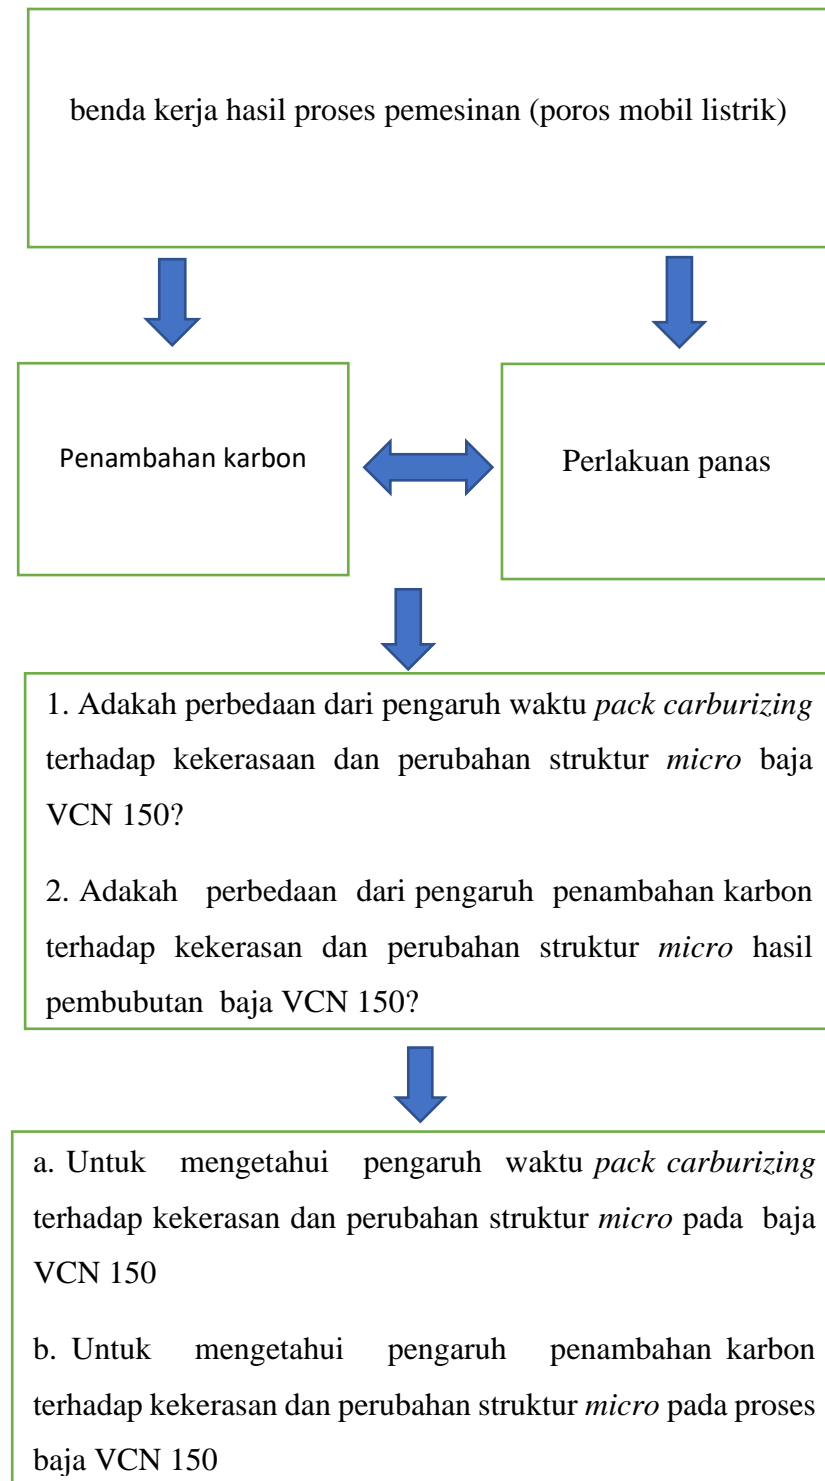 benda kerja hasil proses pemesinan (poros mobil listrik)
Penambahan karbon
Perlakuan panas
1. Adakah perbedaan dari pengaruh waktu pack carburizing
terhadap kekerasaan dan perubahan struktur micro baja
VCN 150?
2. Adakah perbedaan dari pengaruh penambahan karbon
terhadap kekerasan dan perubahan struktur micro hasil
pembubutan baja VCN 150?
a. Untuk mengetahui pengaruh waktu pack carburizing
terhadap kekerasan dan perubahan struktur micro pada baja
VCN 150
b. Untuk mengetahui pengaruh penambahan karbon
terhadap kekerasan dan perubahan struktur micro pada proses
baja VCN 150